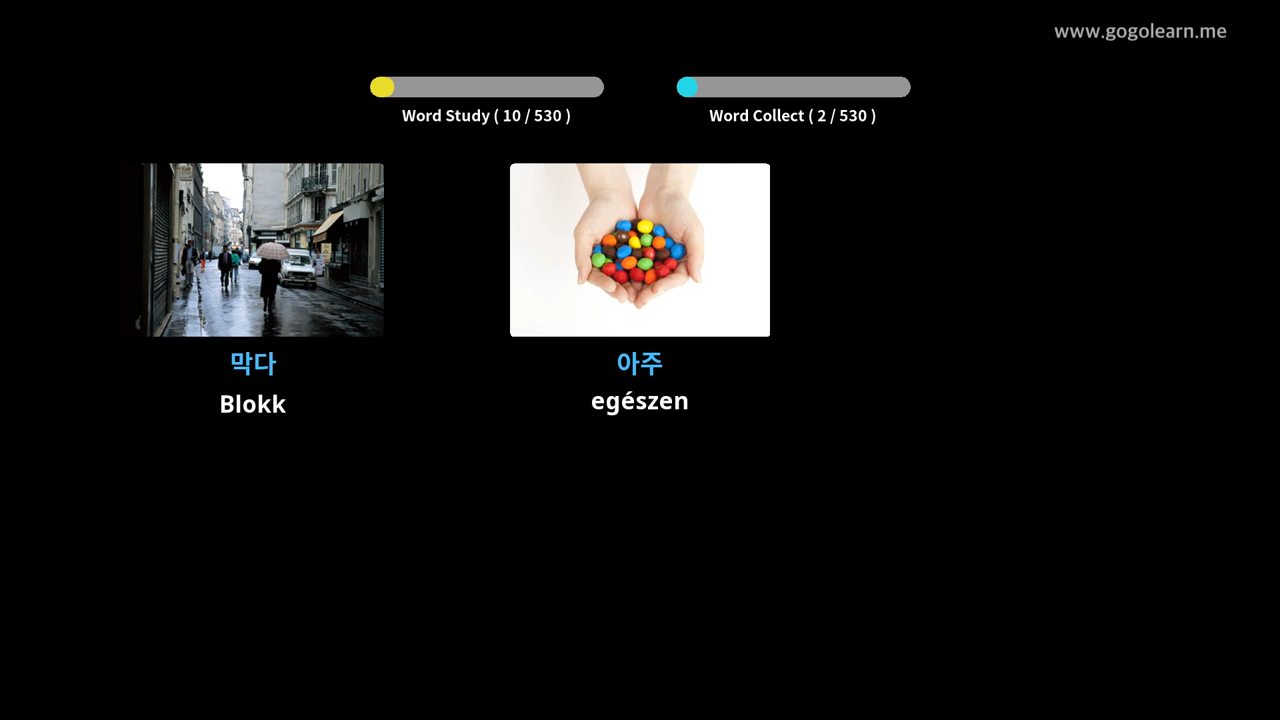 www.gogolearn.me
Word Study ( 10 / 530 )
Word Collect ( 2 / 530 )
막다
Blokk
아주
egészen